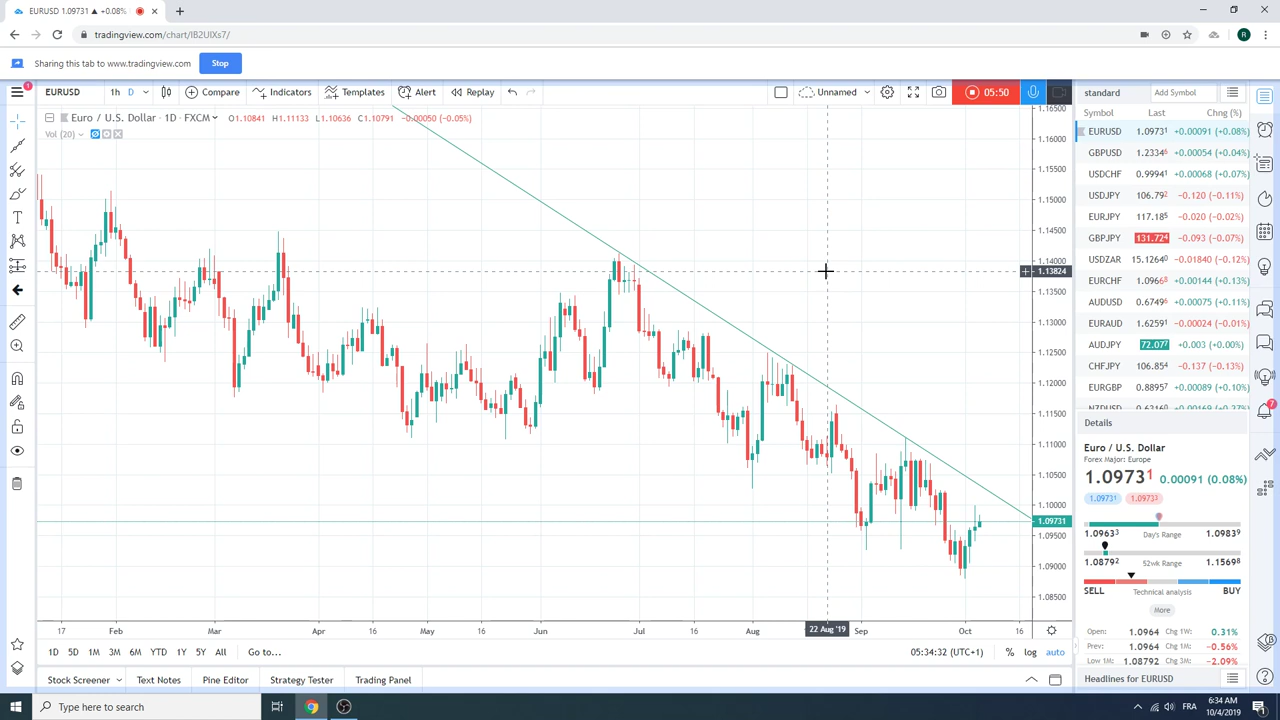 EURUSD 1.09731 ▲ +0.08%
tradingview.com/chart/IB2UIXs7/
R
Sharing this tab to www.tradingview.com Stop
EURUSD 1h D Compare Indicators Templates Alert Replay Unnamed 05:50
Euro / U.S. Dollar · 1D · FXCM O1.10841 H1.11133 L1.10636 C1.10791 −0.00050 (−0.05%)
Vol (20)
1.16500
1.16000
1.15500
1.15000
1.14500
1.14000
1.13824
1.13500
1.13000
1.12500
1.12000
1.11500
1.11000
1.10500
1.10000
1.09731
1.09500
1.09000
1.08500
17 Feb Mar Apr 16 May 16 Jun Jul 16 Aug 22 Aug '19 Sep Oct 16
1D 5D 1M 3M 6M YTD 1Y 5Y All Go to... 05:34:32 (UTC+1) % log auto
Stock Screener Text Notes Pine Editor Strategy Tester Trading Panel
standard Add Symbol
Symbol Last Chg (%)
EURUSD 1.09731 +0.00091 (+0.08%)
GBPUSD 1.23346 +0.00054 (+0.04%)
USDCHF 0.99941 +0.00068 (+0.07%)
USDJPY 106.792 −0.120 (−0.11%)
EURJPY 117.185 −0.020 (−0.02%)
GBPJPY 131.724 −0.093 (−0.07%)
USDZAR 15.12640 −0.01840 (−0.12%)
EURCHF 1.09668 +0.00144 (+0.13%)
AUDUSD 0.67496 +0.00075 (+0.11%)
EURAUD 1.62591 −0.00024 (−0.01%)
AUDJPY 72.077 +0.003 (+0.00%)
CHFJPY 106.854 −0.137 (−0.13%)
EURGBP 0.88957 +0.00089 (+0.10%)
Details
Euro / U.S. Dollar
Forex Major: Europe
1.09731 0.00091 (0.08%)
1.09731 1.09733
1.09633 Day's Range 1.09839
1.08792 52wk Range 1.15698
SELL Technical analysis BUY
More
Open: 1.0964 Chg 1W: 0.31%
Prev: 1.0964 Chg 1M: −0.56%
Low 1M: 1.08792 Chg 3M: −2.09%
Headlines for EURUSD
7
Type here to search
FRA
6:34 AM
10/4/2019